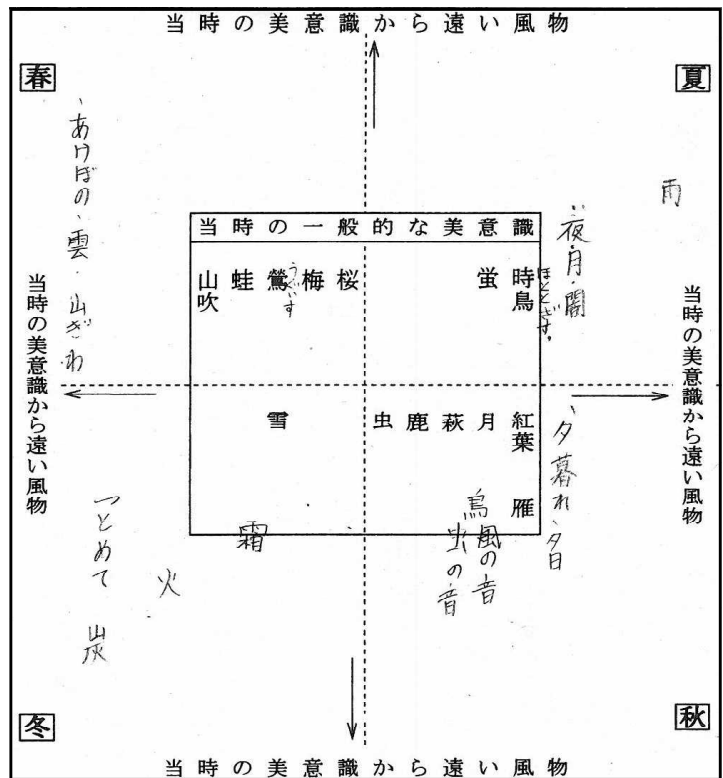 当時の美意識から遠い風物
春
夏
あけぼの、雲・山ぎわ
雨
夜・月・闇
当時の一般的な美意識
時鳥
ほととぎす
蛍
桜
梅
鶯
うぐいす
蛙
山吹
当時の美意識から遠い風物
当時の美意識から遠い風物
紅葉
月
萩
鹿
虫
雪
雁
夕暮れ、夕日
烏
風の音
虫の音
霜
つとめて
火
炭
冬
秋
当時の美意識から遠い風物